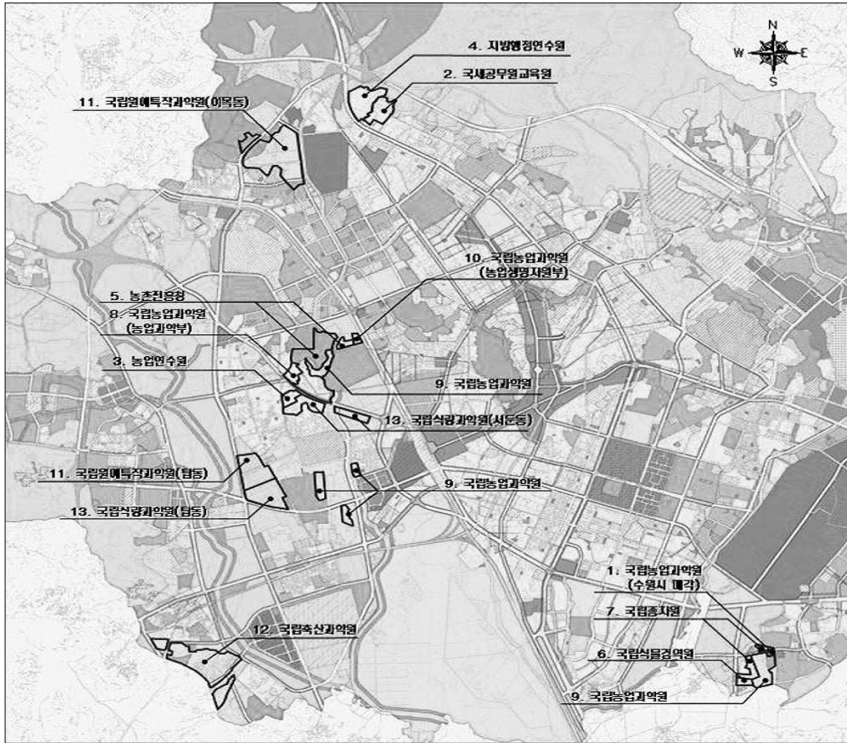 N
W E
S
4. 지방행정연수원
2. 국세공무원교육원
11. 국립원예특작과학원(이목동)
10. 국립농업과학원
(농업생명자원부)
5. 농촌진흥청
8. 국립농업과학원
(농업과학부)
3. 농업연수원
9. 국립농업과학원
13. 국립식량과학원(서둔동)
11. 국립원예특작과학원(탑동)
9. 국립농업과학원
13. 국립식량과학원(탑동)
1. 국립농업과학원
(수원시 매각)
7. 국립종자원
12. 국립축산과학원
6. 국립식물검역원
9. 국립농업과학원